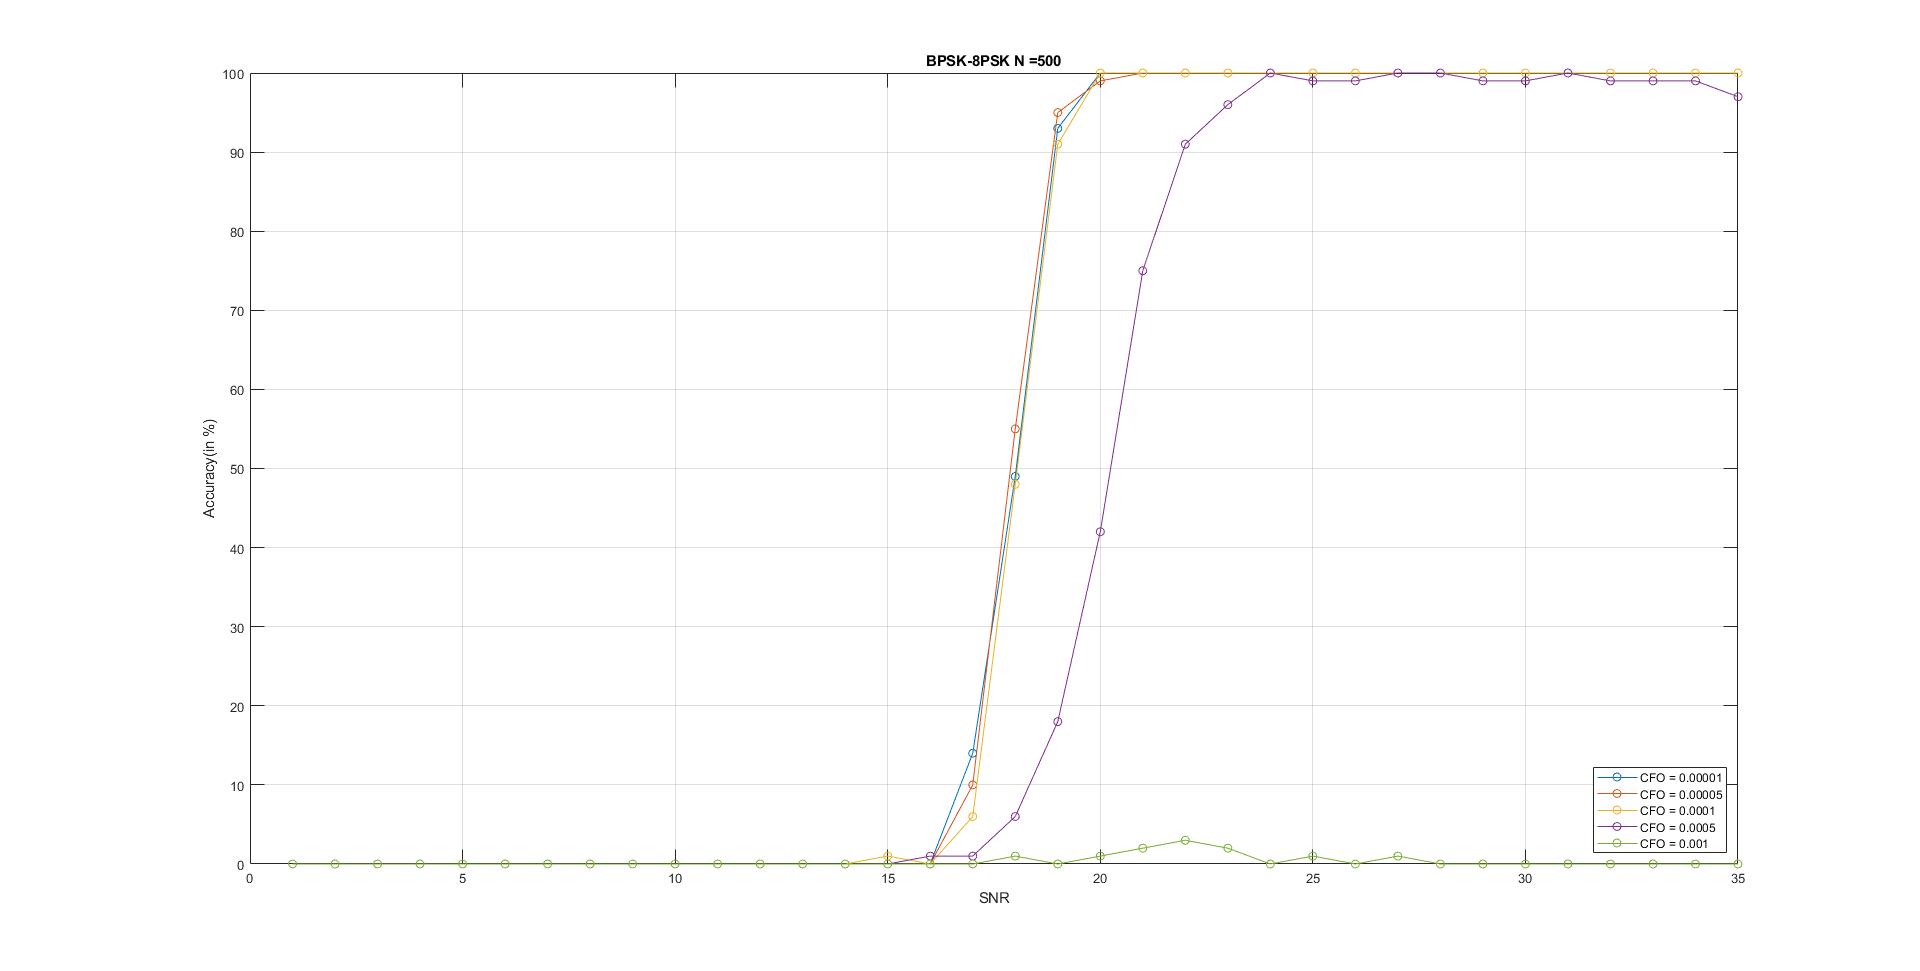 BPSK-8PSK N =500
100
90
80
70
60
50
40
30
20
10
0
Accuracy(in %)
0 5 10 15 20 25 30 35
SNR
CFO = 0.00001
CFO = 0.00005
CFO = 0.0001
CFO = 0.0005
CFO = 0.001